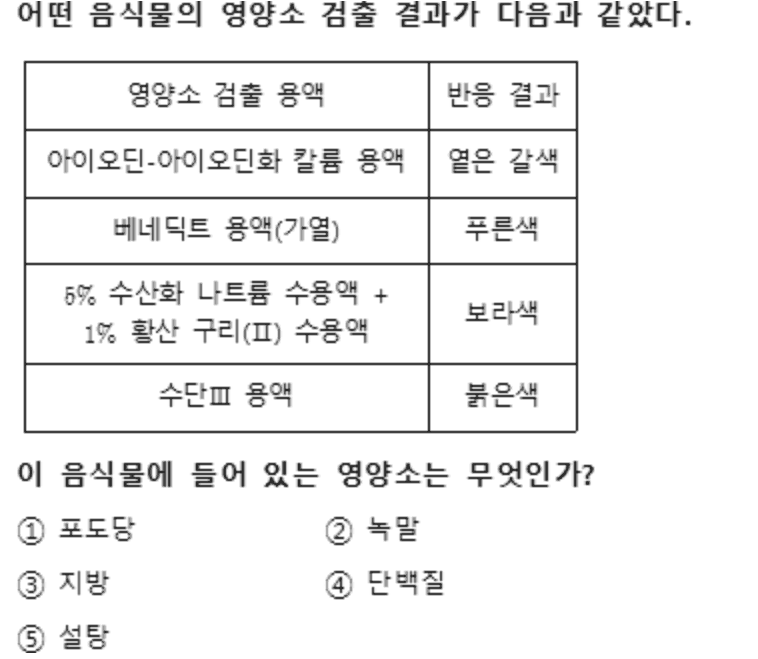 어떤 음식물의 영양소 검출 결과가 다음과 같았다.
영양소 검출 용액 반응 결과
아이오딘-아이오딘화 칼륨 용액 옅은 갈색
베네딕트 용액(가열) 푸른색
5% 수산화 나트륨 수용액 +
1% 황산 구리(Ⅱ) 수용액 보라색
수단Ⅲ 용액 붉은색
이 음식물에 들어 있는 영양소는 무엇인가?
① 포도당 ② 녹말
③ 지방 ④ 단백질
⑤ 설탕